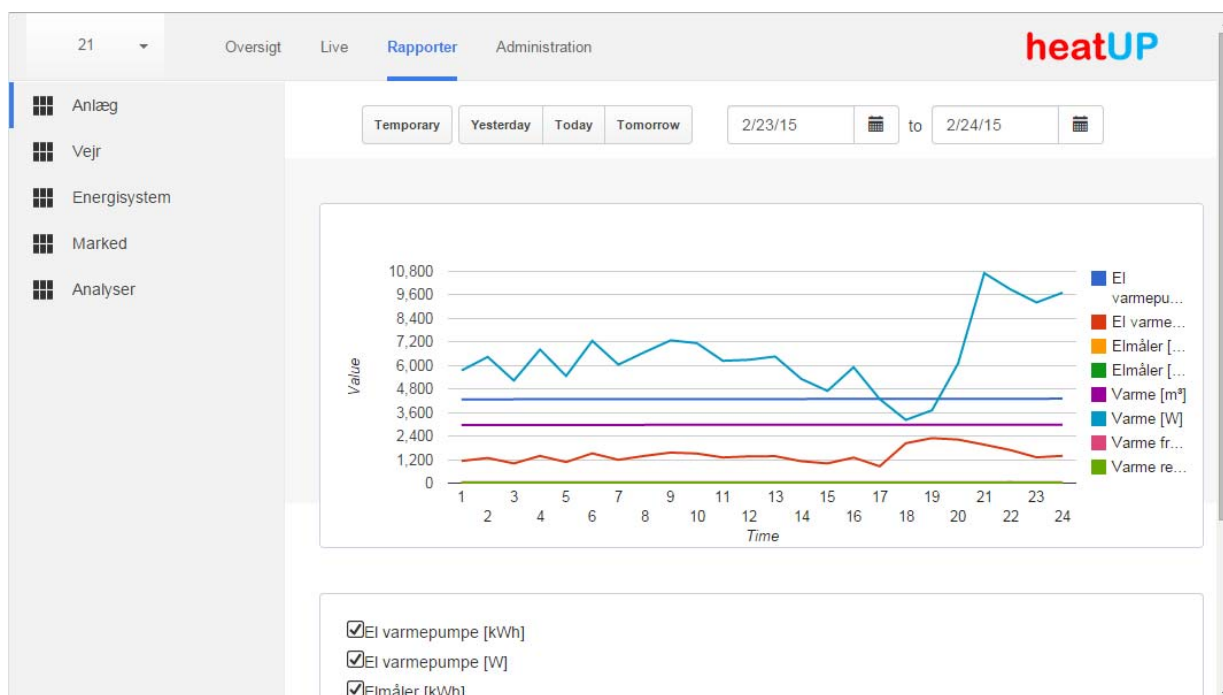 21
Oversigt
Live
Rapporter
Administration
heatUP
Anlæg
Vejr
Energisystem
Marked
Analyser
Temporary
Yesterday
Today
Tomorrow
2/23/15
to
2/24/15
10,800
9,600
8,400
7,200
6,000
4,800
3,600
2,400
1,200
0
Value
1 3 5 7 9 11 13 15 17 19 21 23
2 4 6 8 10 12 14 16 18 20 22 24
Time
El
varmepu...
El varme...
Elmåler [...
Elmåler [...
Varme [m³]
Varme [W]
Varme fr...
Varme re...
El varmepumpe [kWh]
El varmepumpe [W]
Elmåler [kWh]